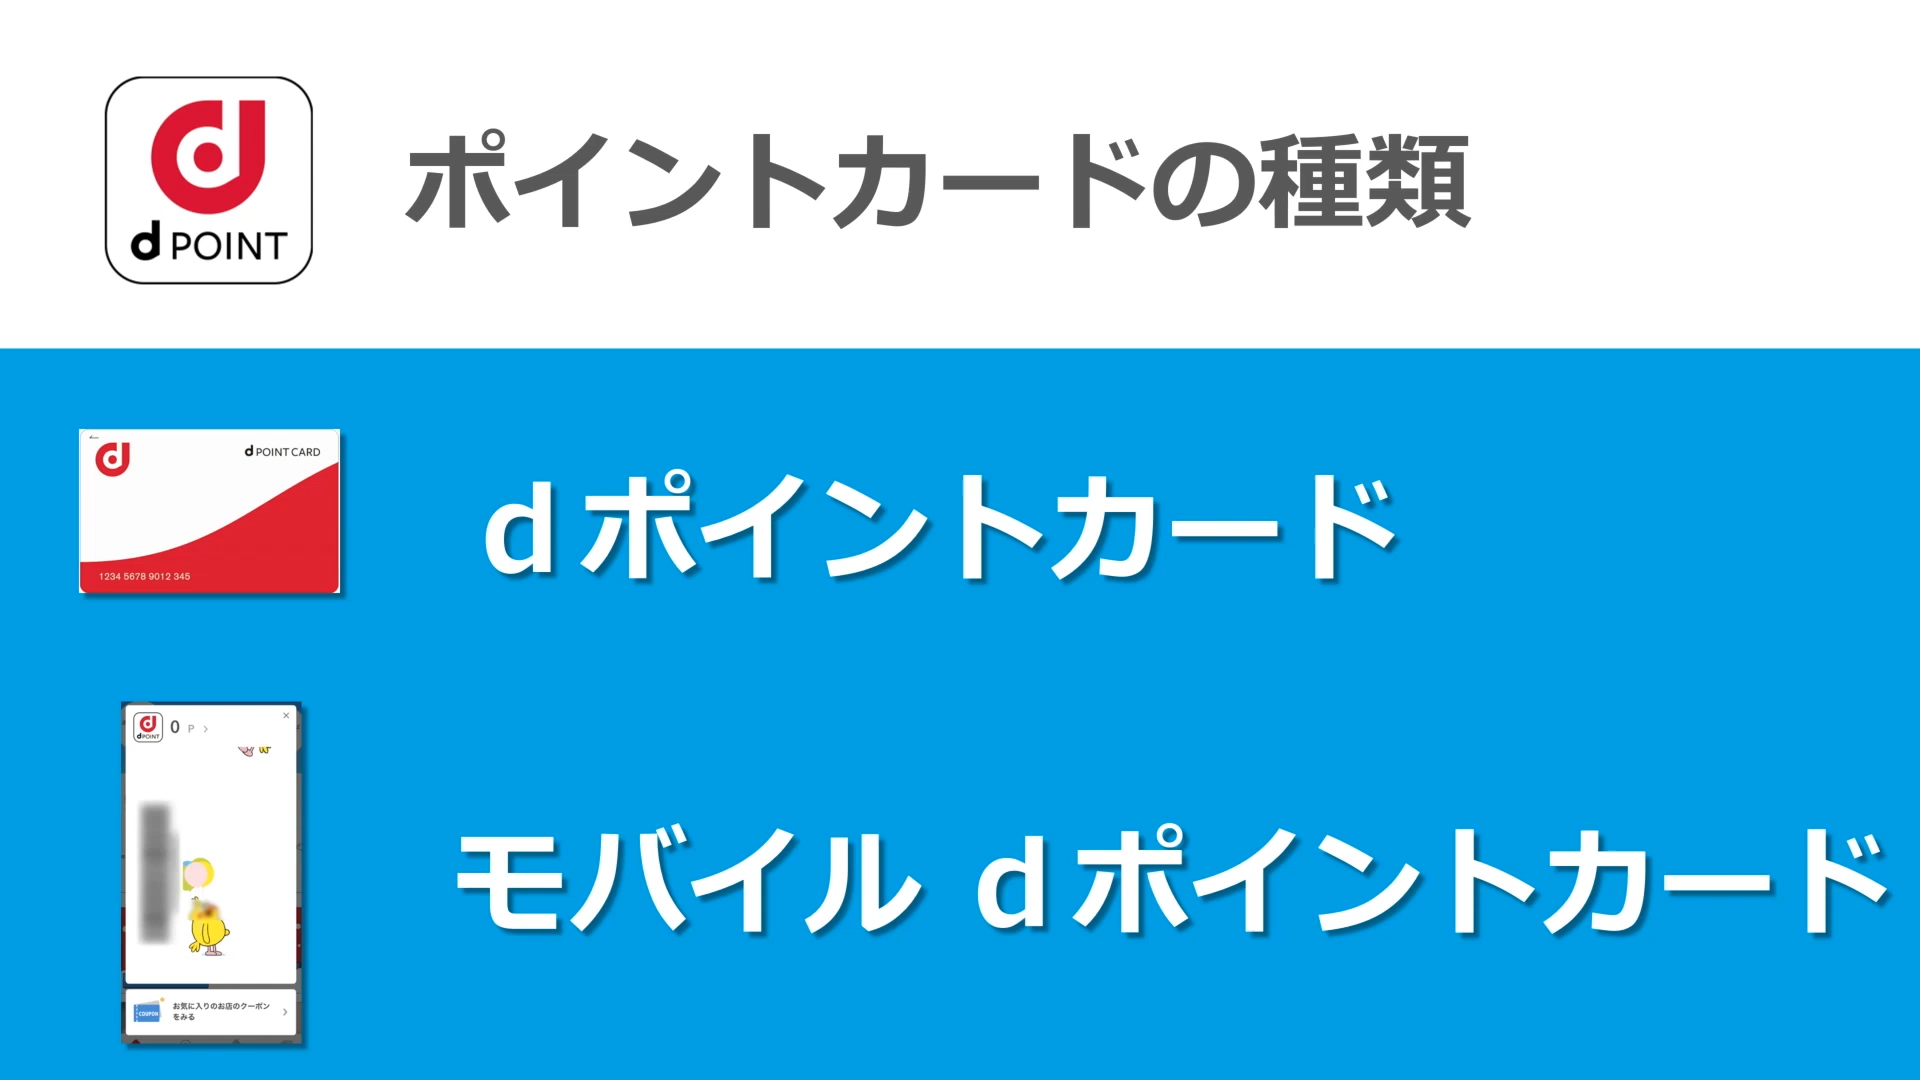 d POINT
ポイントカードの種類
d POINT CARD
1234 5678 9012 345
dポイントカード
d POINT
0 P >
×
お気に入りのお店のクーポン
をみる
COUPON
モバイル dポイントカード